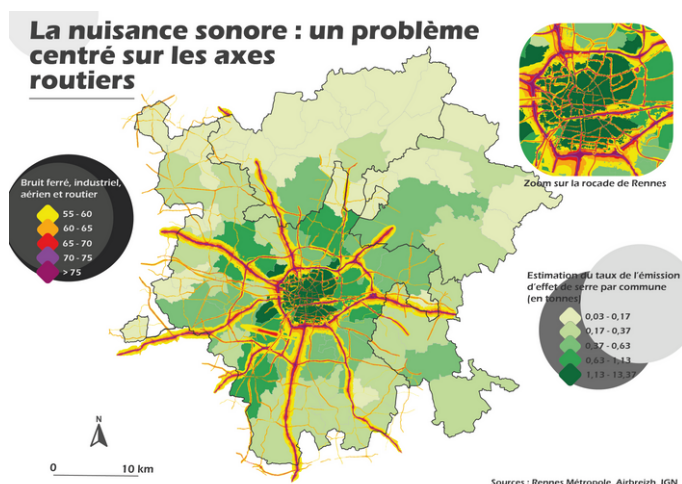 La nuisance sonore : un problème
centré sur les axes
routiers
Zoom sur la rocade de Rennes
Bruit ferré, industriel,
aérien et routier
55 - 60
60 - 65
65 - 70
70 - 75
> 75
Estimation du taux de l'émission
d'effet de serre par commune
(en tonnes)
0,03 - 0,17
0,17 - 0,37
0,37 - 0,63
0,63 - 1,13
1,13 - 13,37
N
0 10 km
Sources : Rennes Métropole, Airbreizh, IGN